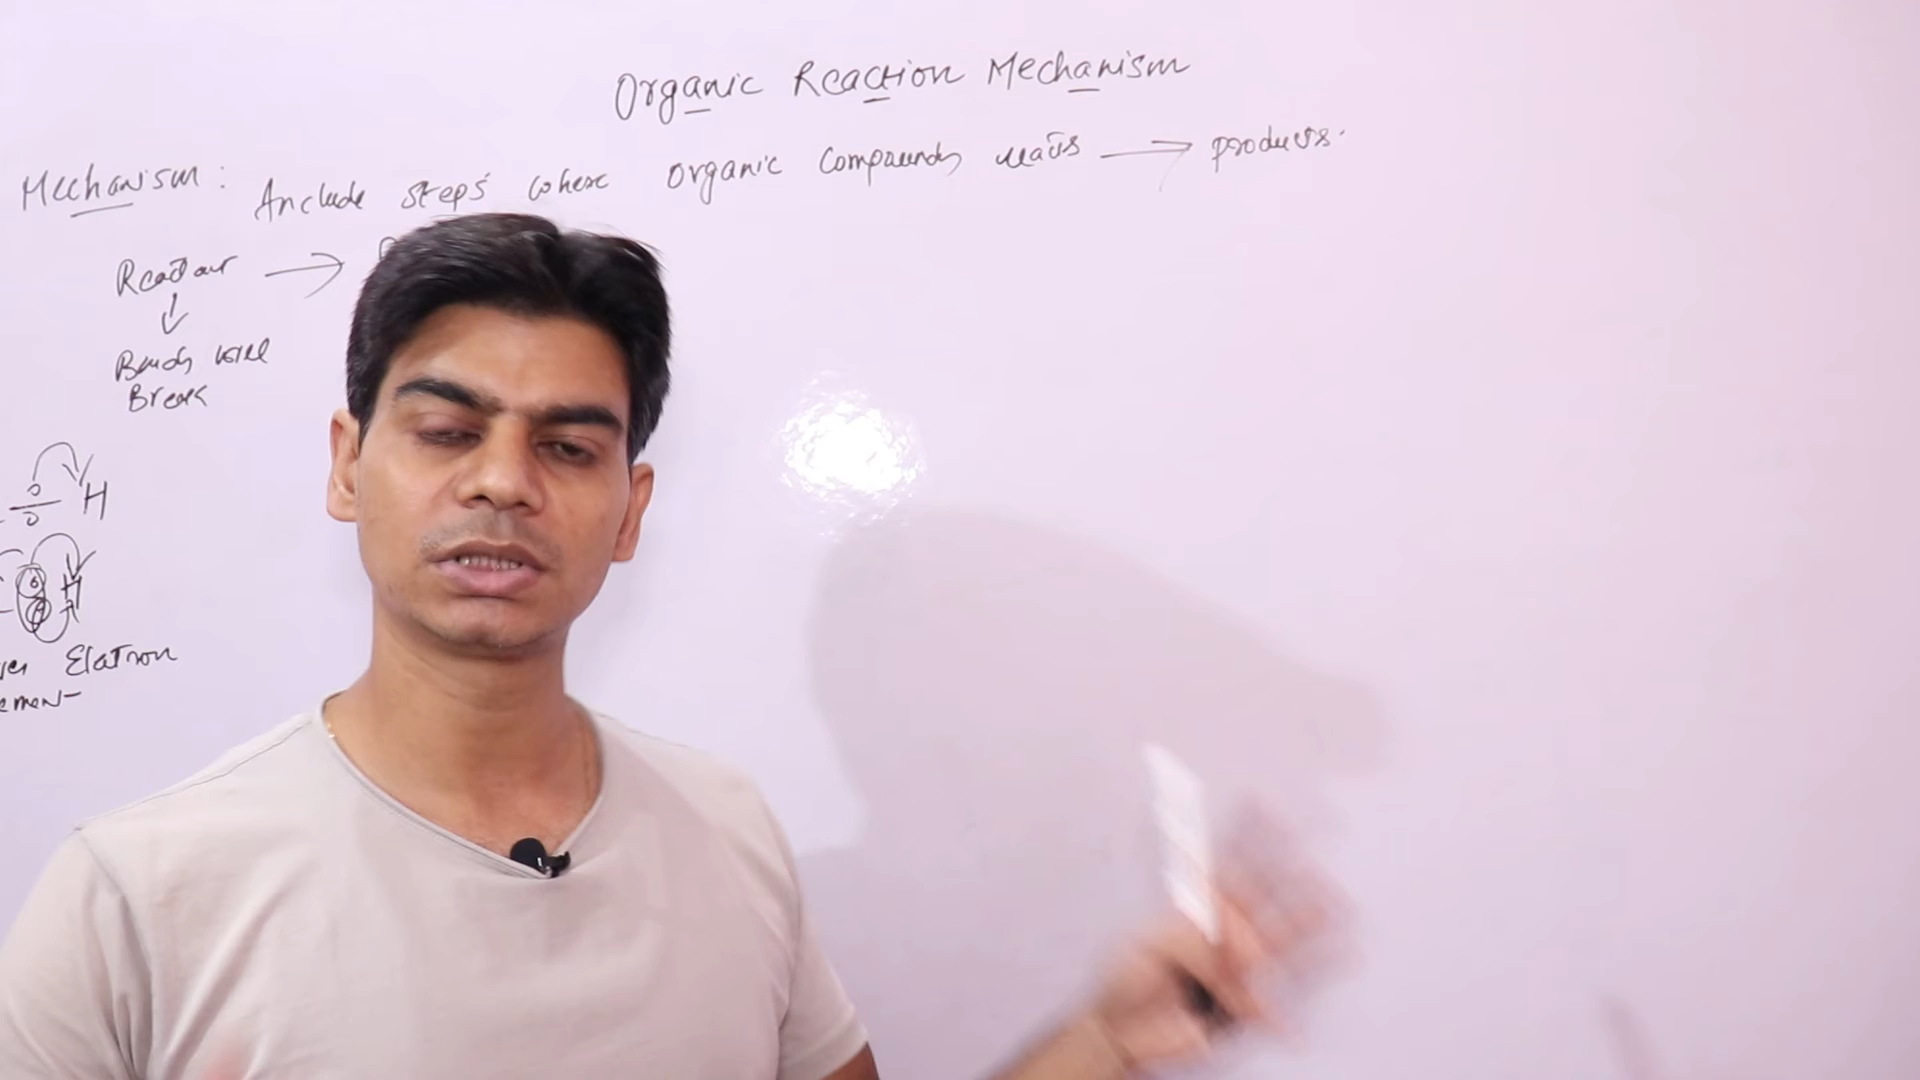 Organic Reaction Mechanism
Mechanism : Include steps where organic compounds reacts → products.
Reactant →
↓
Bonds will
Break
H
H
Electron